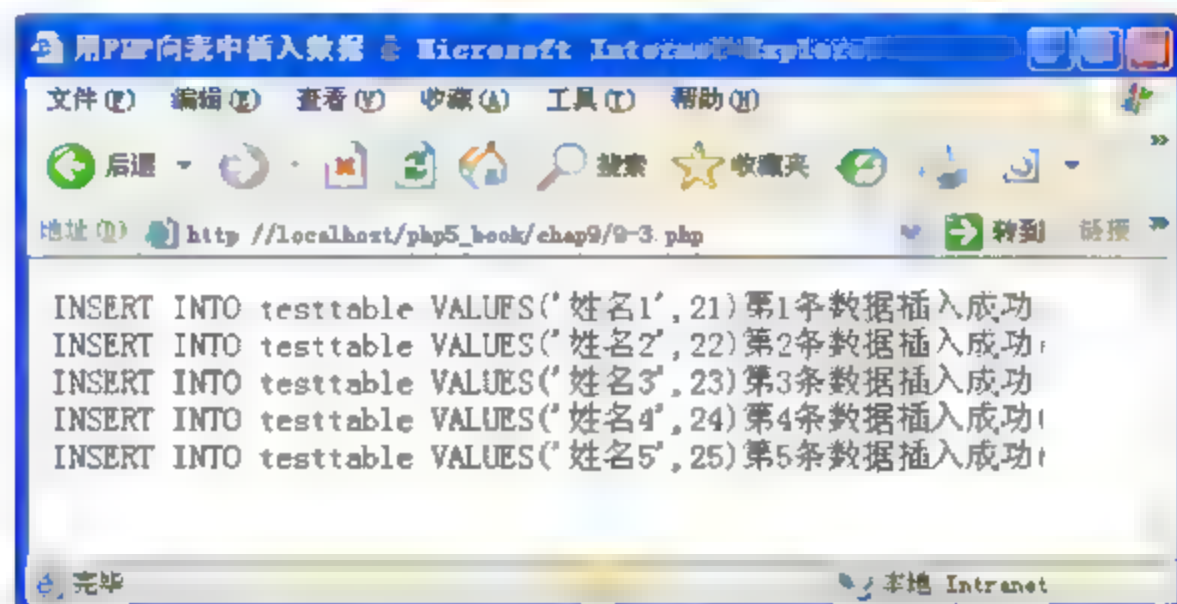 用PHP向表中插入数据 - Microsoft Internet Explorer
文件(F) 编辑(E) 查看(V) 收藏(A) 工具(T) 帮助(H)
后退 搜索 收藏夹
地址(D) http://localhost/php5_book/chap9/9-3.php 转到 链接
INSERT INTO testtable VALUES('姓名1',21)第1条数据插入成功
INSERT INTO testtable VALUES('姓名2',22)第2条数据插入成功!
INSERT INTO testtable VALUES('姓名3',23)第3条数据插入成功
INSERT INTO testtable VALUES('姓名4',24)第4条数据插入成功!
INSERT INTO testtable VALUES('姓名5',25)第5条数据插入成功!
完毕 本地 Intranet